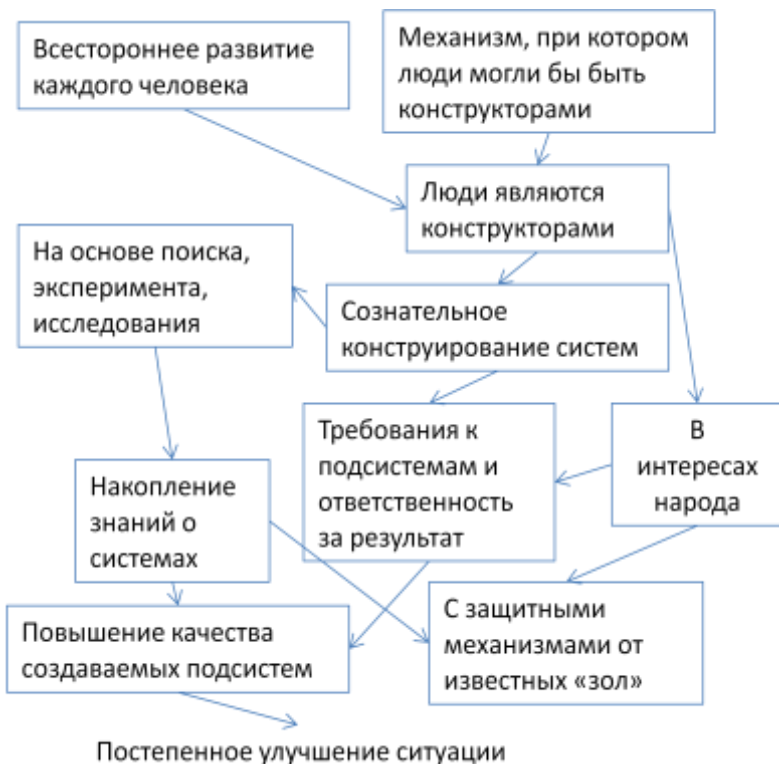 Всестороннее развитие
каждого человека
Механизм, при котором
люди могли бы быть
конструкторами
Люди являются
конструкторами
На основе поиска,
эксперимента,
исследования
Сознательное
конструирование систем
Требования к
подсистемам и
ответственность
за результат
В
интересах
народа
Накопление
знаний о
системах
С защитными
механизмами от
известных «зол»
Повышение качества
создаваемых подсистем
Постепенное улучшение ситуации